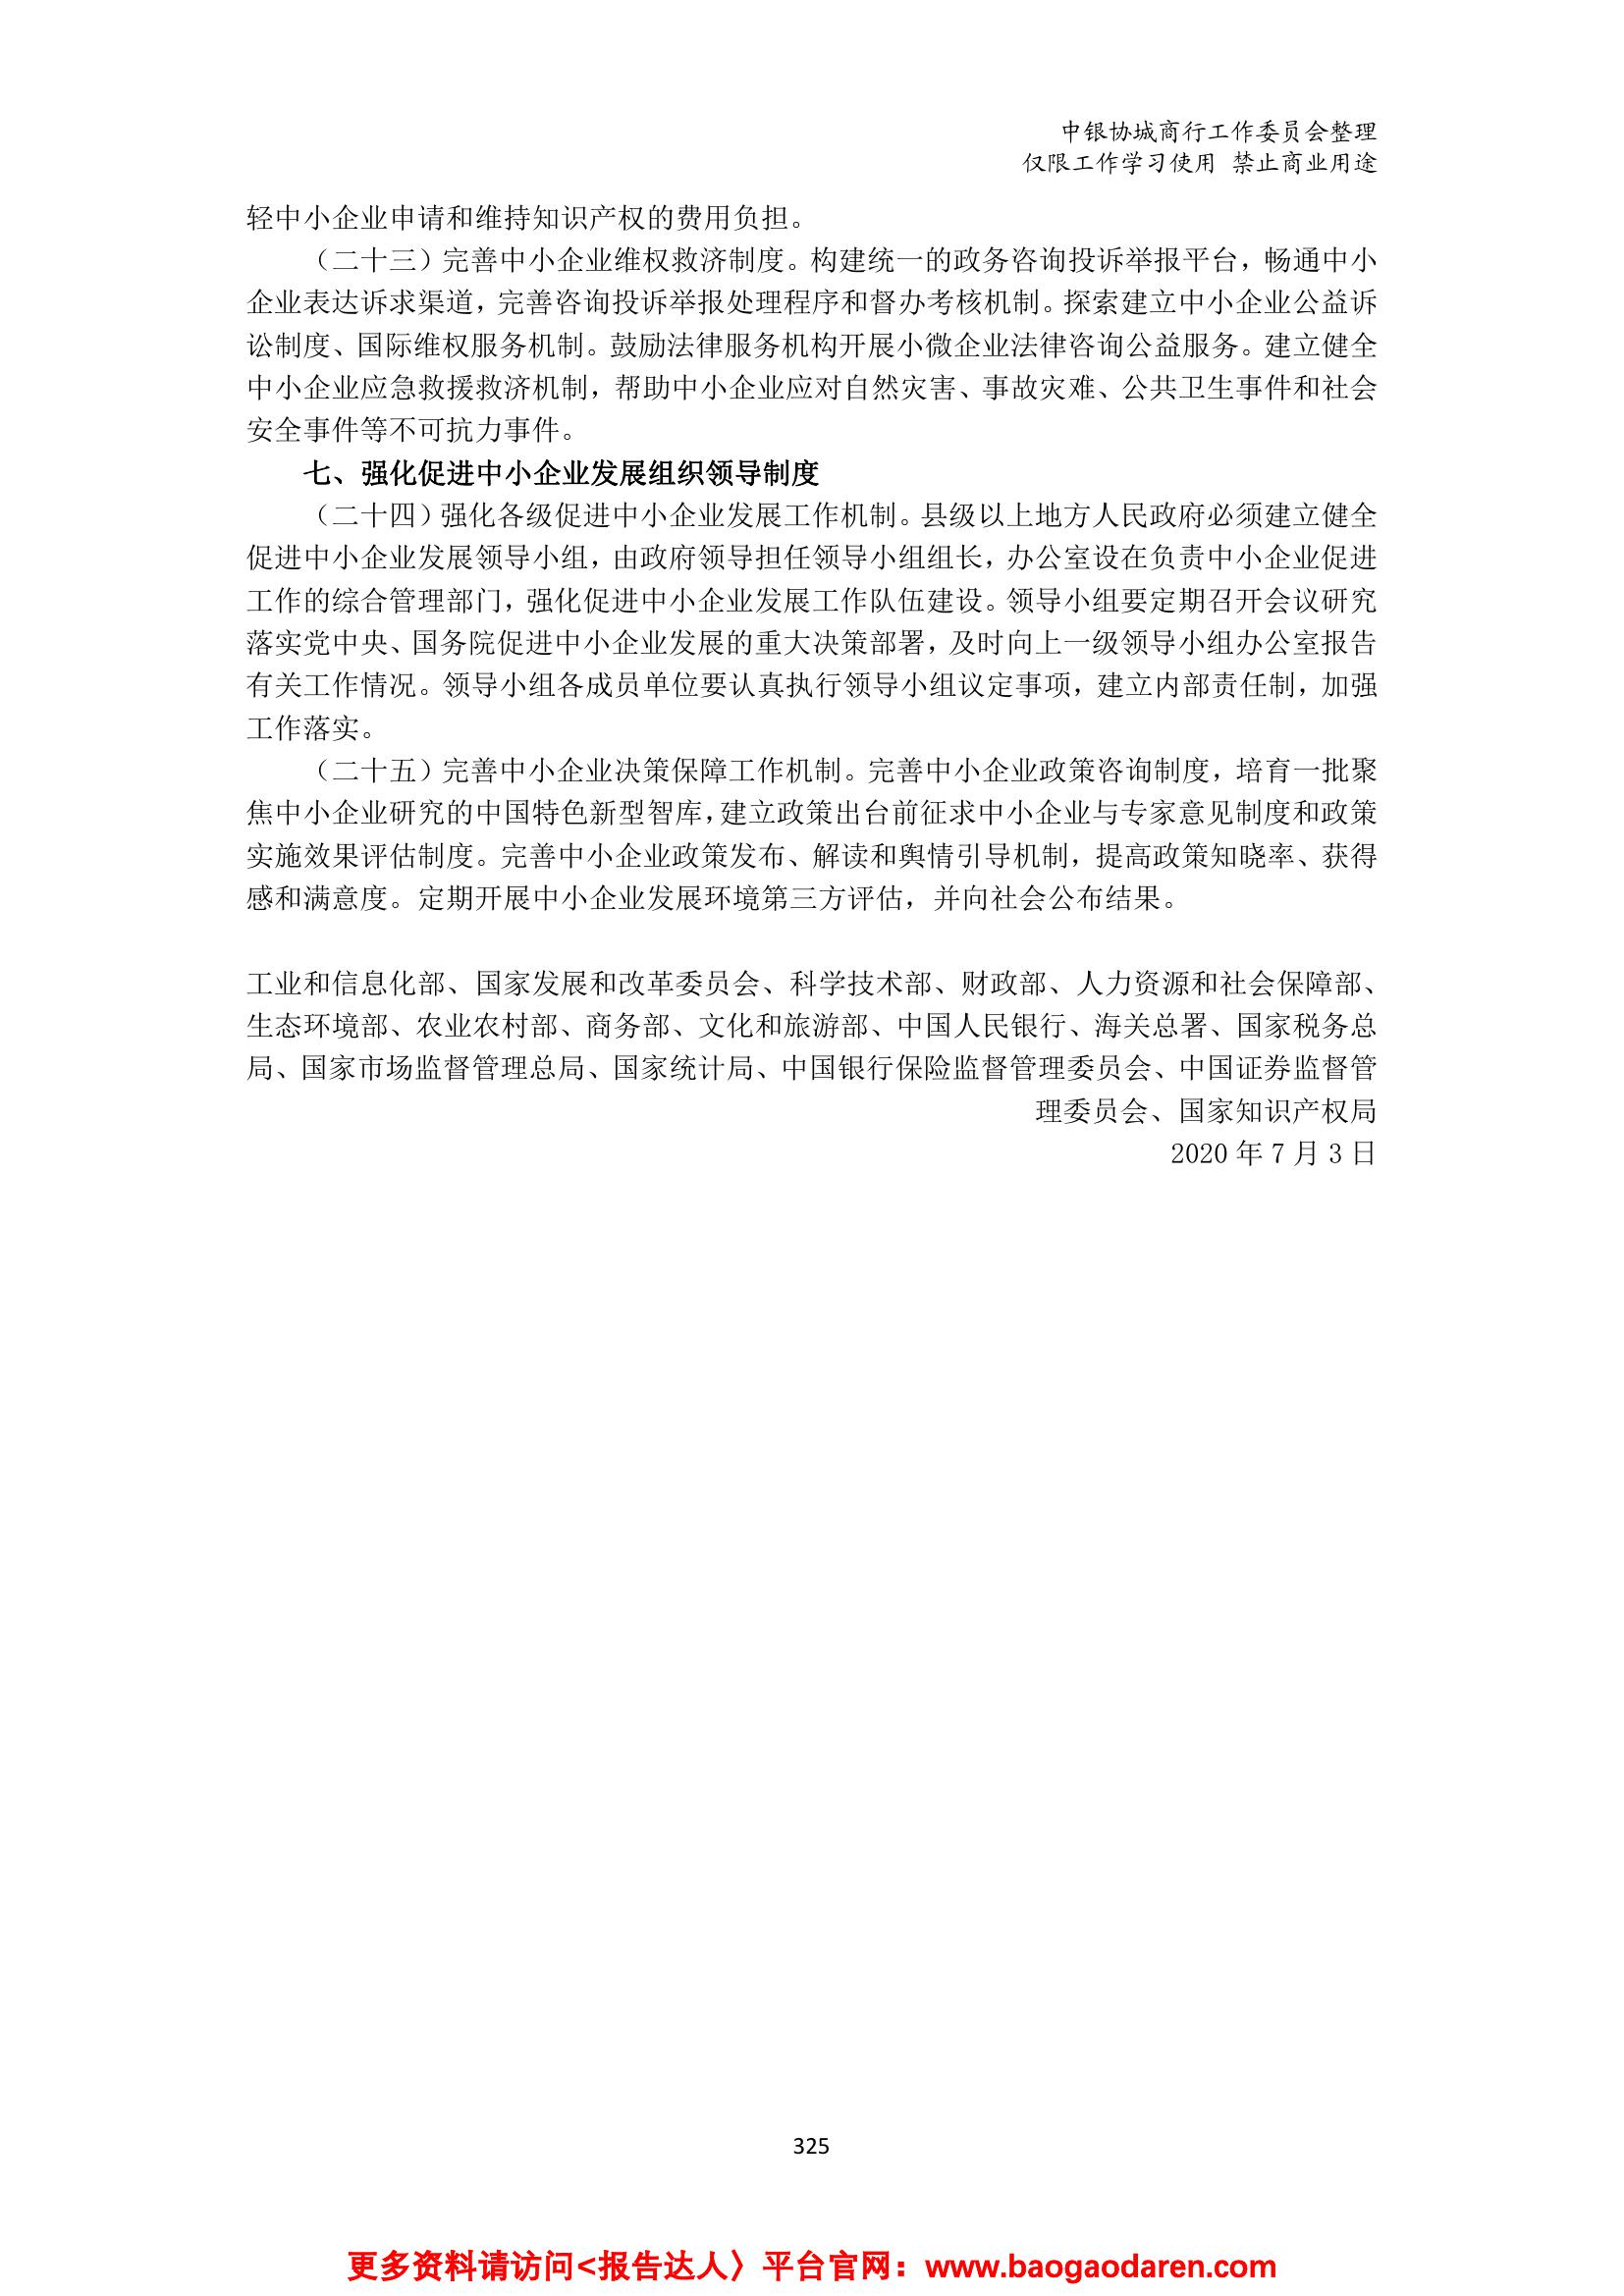 中银协城商行工作委员会整理
仅限工作学习使用 禁止商业用途
轻中小企业申请和维持知识产权的费用负担。
（二十三）完善中小企业维权救济制度。构建统一的政务咨询投诉举报平台，畅通中小
企业表达诉求渠道，完善咨询投诉举报处理程序和督办考核机制。探索建立中小企业公益诉
讼制度、国际维权服务机制。鼓励法律服务机构开展小微企业法律咨询公益服务。建立健全
中小企业应急救援救济机制，帮助中小企业应对自然灾害、事故灾难、公共卫生事件和社会
安全事件等不可抗力事件。
七、强化促进中小企业发展组织领导制度
（二十四）强化各级促进中小企业发展工作机制。县级以上地方人民政府必须建立健全
促进中小企业发展领导小组，由政府领导担任领导小组组长，办公室设在负责中小企业促进
工作的综合管理部门，强化促进中小企业发展工作队伍建设。领导小组要定期召开会议研究
落实党中央、国务院促进中小企业发展的重大决策部署，及时向上一级领导小组办公室报告
有关工作情况。领导小组各成员单位要认真执行领导小组议定事项，建立内部责任制，加强
工作落实。
（二十五）完善中小企业决策保障工作机制。完善中小企业政策咨询制度，培育一批聚
焦中小企业研究的中国特色新型智库，建立政策出台前征求中小企业与专家意见制度和政策
实施效果评估制度。完善中小企业政策发布、解读和舆情引导机制，提高政策知晓率、获得
感和满意度。定期开展中小企业发展环境第三方评估，并向社会公布结果。
工业和信息化部、国家发展和改革委员会、科学技术部、财政部、人力资源和社会保障部、
生态环境部、农业农村部、商务部、文化和旅游部、中国人民银行、海关总署、国家税务总
局、国家市场监督管理总局、国家统计局、中国银行保险监督管理委员会、中国证券监督管
理委员会、国家知识产权局
2020 年 7 月 3 日
325
更多资料请访问<报告达人〉平台官网：www.baogaodaren.com